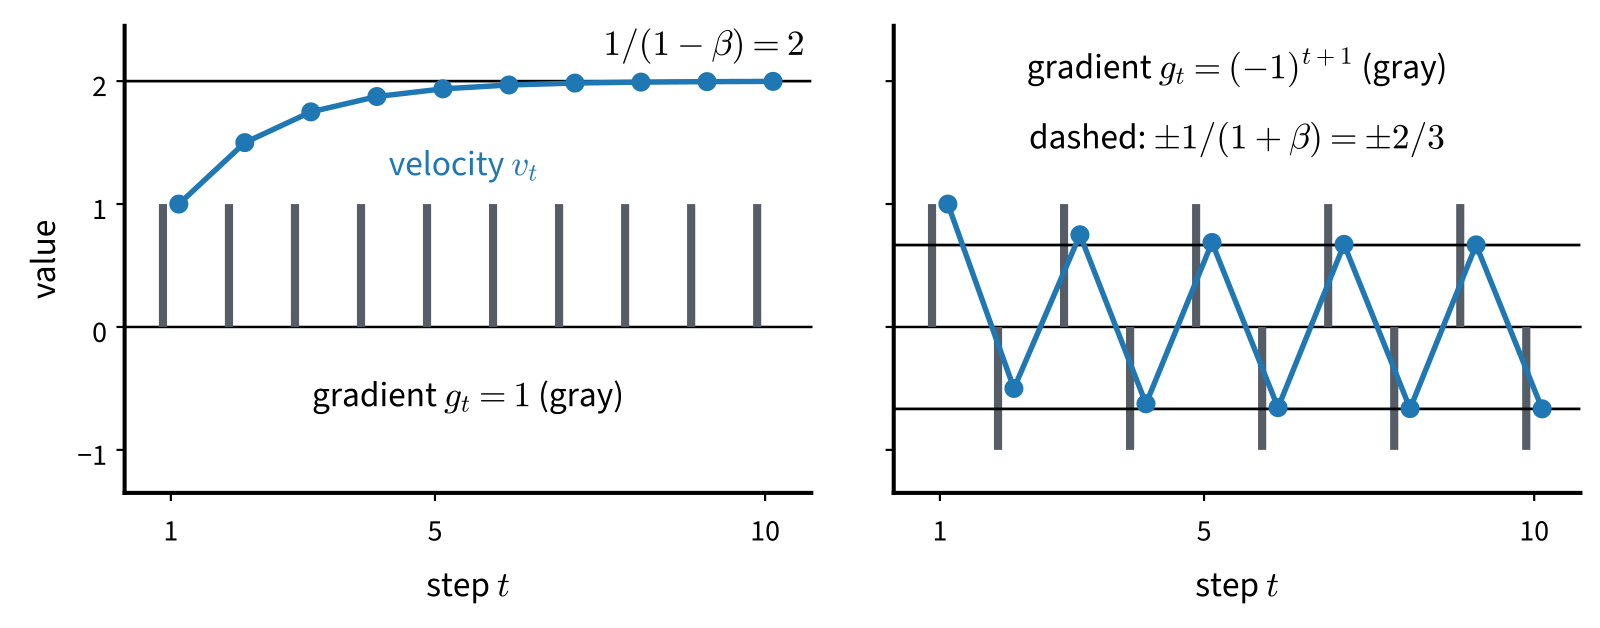 1/(1 − β) = 2
velocity v_t
gradient g_t = 1 (gray)
value
2
1
0
−1
1
5
10
step t
gradient g_t = (−1)^{t+1} (gray)
dashed: ±1/(1 + β) = ±2/3
1
5
10
step t